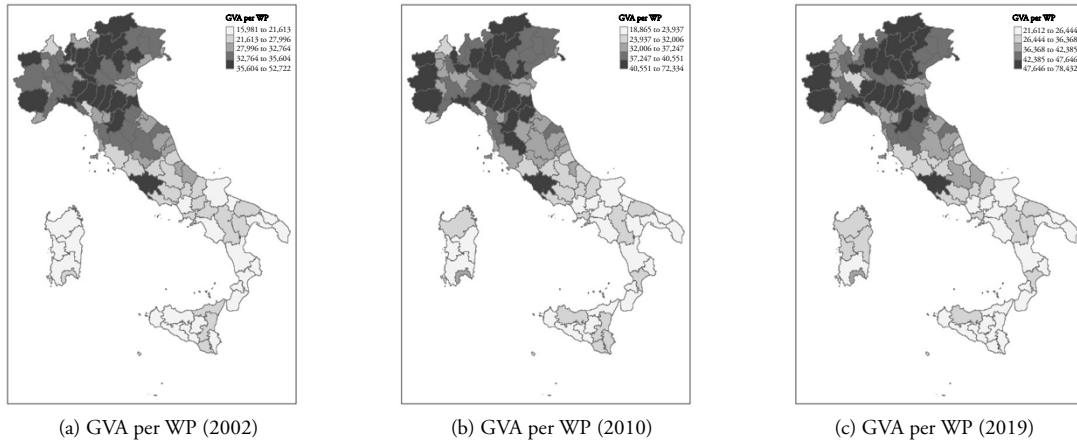 GVA per WP
15,981 to 21,613
21,613 to 27,996
27,996 to 32,764
32,764 to 35,604
35,604 to 52,722
GVA per WP
18,865 to 23,937
23,937 to 32,006
32,006 to 37,247
37,247 to 40,551
40,551 to 72,334
GVA per WP
21,612 to 26,444
26,444 to 36,368
36,368 to 42,385
42,385 to 47,646
47,646 to 78,432
(a) GVA per WP (2002)
(b) GVA per WP (2010)
(c) GVA per WP (2019)